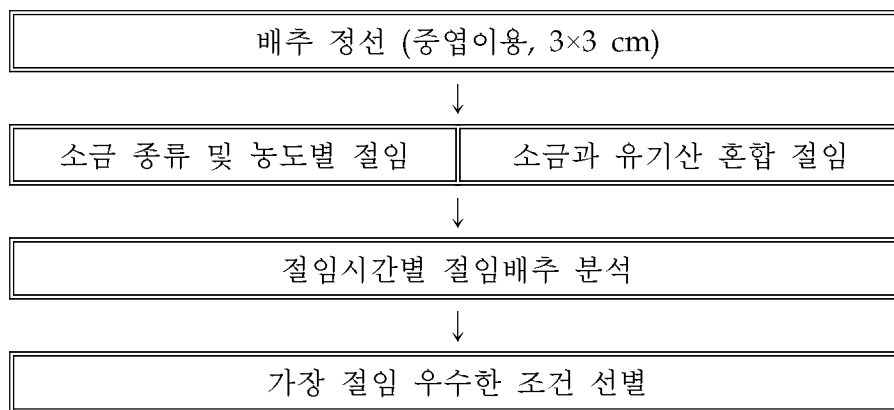 배추 정선 (중엽이용, 3×3 cm)
↓
소금 종류 및 농도별 절임
소금과 유기산 혼합 절임
↓
절임시간별 절임배추 분석
↓
가장 절임 우수한 조건 선별